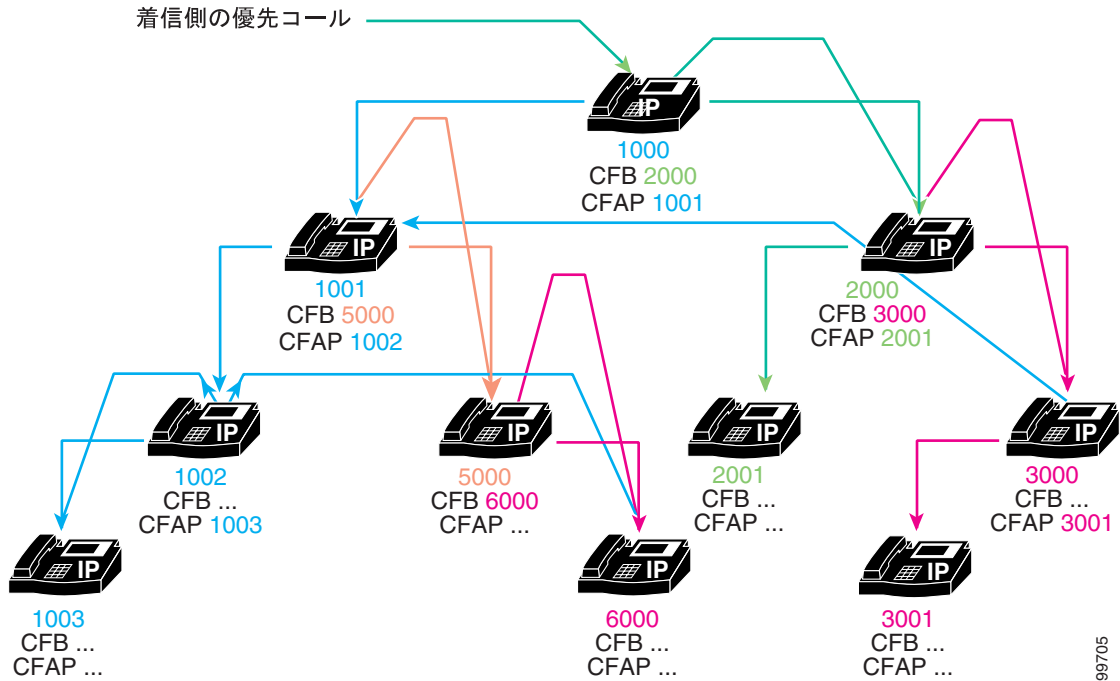 着信側の優先コール
IP
1000
CFB 2000
CFAP 1001
IP
1001
CFB 5000
CFAP 1002
IP
2000
CFB 3000
CFAP 2001
IP
1002
CFB ...
CFAP 1003
IP
5000
CFB 6000
CFAP ...
IP
2001
CFB ...
CFAP ...
IP
3000
CFB ...
CFAP 3001
IP
1003
CFB ...
CFAP ...
IP
6000
CFB ...
CFAP ...
IP
3001
CFB ...
CFAP ...
99705